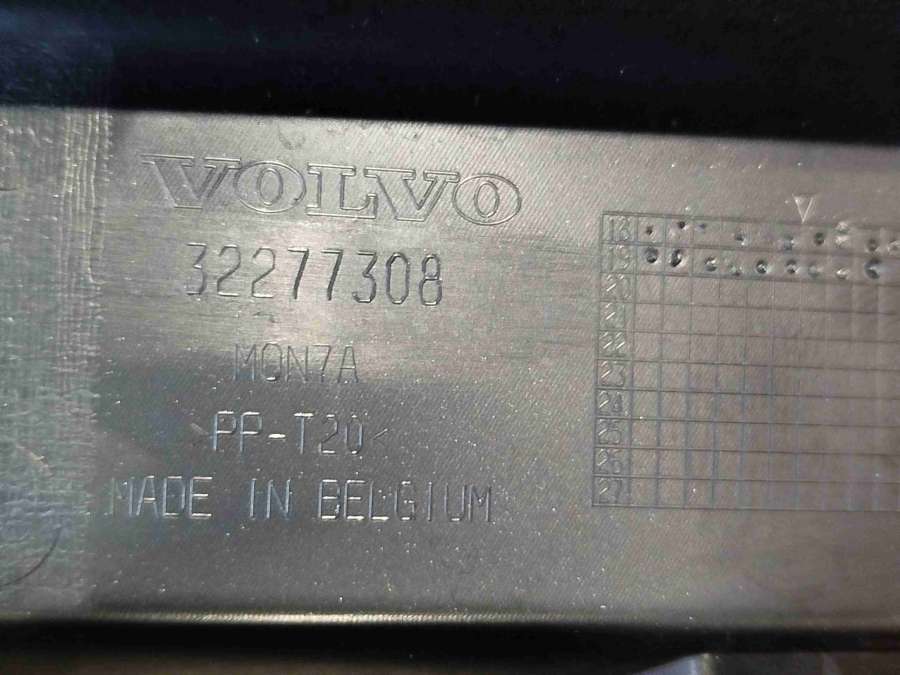 VOLVO
32277308
MON7A
>PP-T20<
MADE IN BELGIUM
18
19
20
21
22
23
24
25
26
27